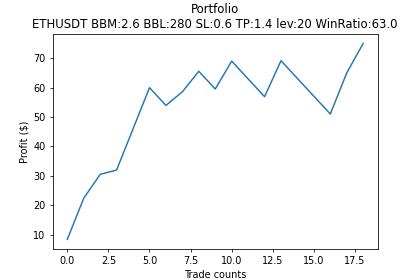 Portfolio
ETHUSDT BBM:2.6 BBL:280 SL:0.6 TP:1.4 lev:20 WinRatio:63.0
70
60
50
40
30
20
10
Profit ($)
0.0 2.5 5.0 7.5 10.0 12.5 15.0 17.5
Trade counts